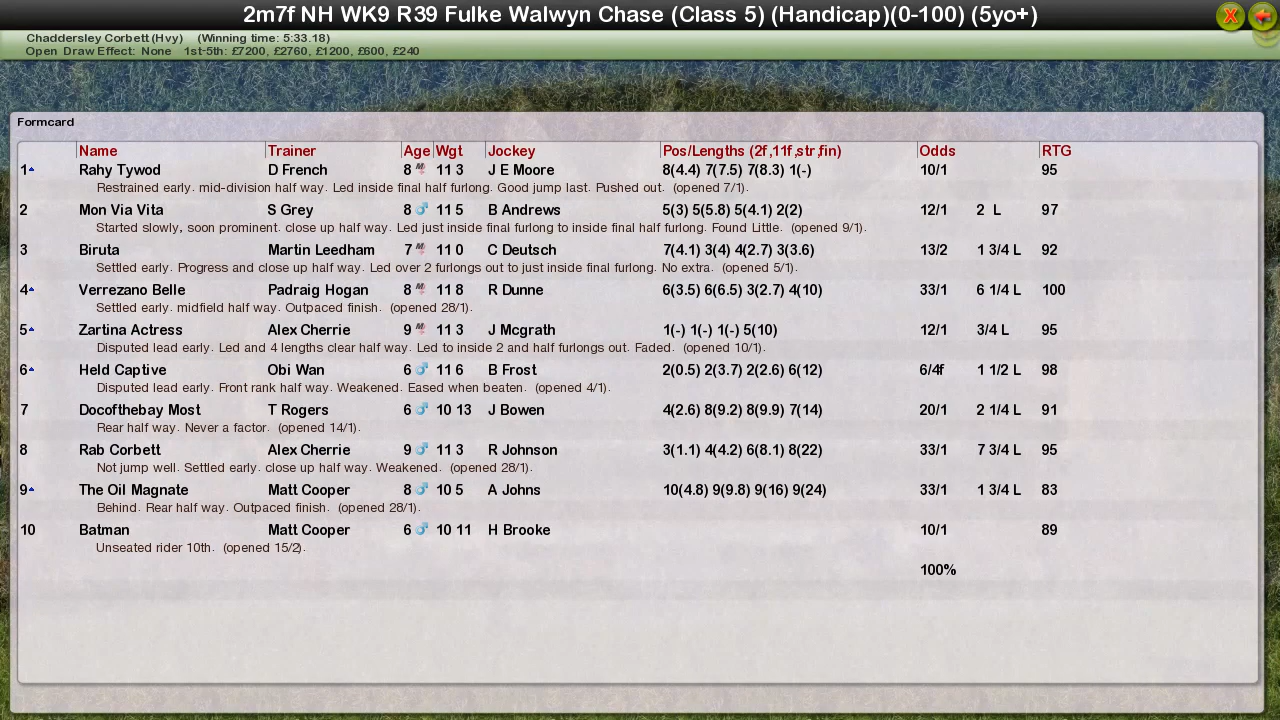 2m7f NH WK9 R39 Fulke Walwyn Chase (Class 5) (Handicap)(0-100) (5yo+)
Chaddersley Corbett (Hvy) (Winning time: 5:33.18)
Open Draw Effect: None 1st-5th: £7200, £2760, £1200, £600, £240
Formcard
Name Trainer Age Wgt Jockey Pos/Lengths (2f,11f,str,fin) Odds RTG
1 Rahy Tywod D French 8 11 3 J E Moore 8(4.4) 7(7.5) 7(8.3) 1(-) 10/1 95
Restrained early. mid-division half way. Led inside final half furlong. Good jump last. Pushed out. (opened 7/1).
2 Mon Via Vita S Grey 8 11 5 B Andrews 5(3) 5(5.8) 5(4.1) 2(2) 12/1 2 L 97
Started slowly, soon prominent. close up half way. Led just inside final furlong to inside final half furlong. Found Little. (opened 9/1).
3 Biruta Martin Leedham 7 11 0 C Deutsch 7(4.1) 3(4) 4(2.7) 3(3.6) 13/2 1 3/4 L 92
Settled early. Progress and close up half way. Led over 2 furlongs out to just inside final furlong. No extra. (opened 5/1).
4 Verrezano Belle Padraig Hogan 8 11 8 R Dunne 6(3.5) 6(6.5) 3(2.7) 4(10) 33/1 6 1/4 L 100
Settled early. midfield half way. Outpaced finish. (opened 28/1).
5 Zartina Actress Alex Cherrie 9 11 3 J Mcgrath 1(-) 1(-) 1(-) 5(10) 12/1 3/4 L 95
Disputed lead early. Led and 4 lengths clear half way. Led to inside 2 and half furlongs out. Faded. (opened 10/1).
6 Held Captive Obi Wan 6 11 6 B Frost 2(0.5) 2(3.7) 2(2.6) 6(12) 6/4f 1 1/2 L 98
Disputed lead early. Front rank half way. Weakened. Eased when beaten. (opened 4/1).
7 Docofthebay Most T Rogers 6 10 13 J Bowen 4(2.6) 8(9.2) 8(9.9) 7(14) 20/1 2 1/4 L 91
Rear half way. Never a factor. (opened 14/1).
8 Rab Corbett Alex Cherrie 9 11 3 R Johnson 3(1.1) 4(4.2) 6(8.1) 8(22) 33/1 7 3/4 L 95
Not jump well. Settled early. close up half way. Weakened. (opened 28/1).
9 The Oil Magnate Matt Cooper 8 10 5 A Johns 10(4.8) 9(9.8) 9(16) 9(24) 33/1 1 3/4 L 83
Behind. Rear half way. Outpaced finish. (opened 28/1).
10 Batman Matt Cooper 6 10 11 H Brooke 10/1 89
Unseated rider 10th. (opened 15/2).
100%